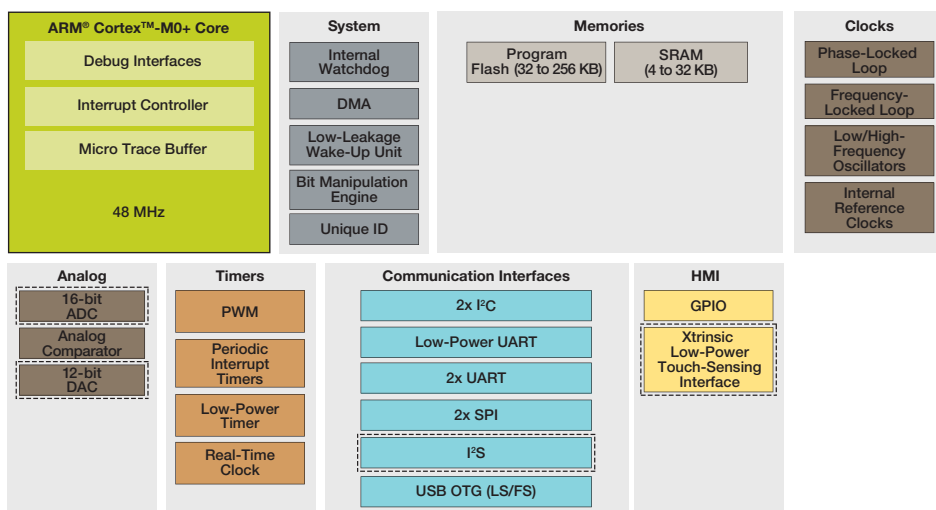 ARM® Cortex™-M0+ Core
Debug Interfaces
Interrupt Controller
Micro Trace Buffer
48 MHz
System
Internal
Watchdog
DMA
Low-Leakage
Wake-Up Unit
Bit Manipulation
Engine
Unique ID
Memories
Program
Flash (32 to 256 KB)
SRAM
(4 to 32 KB)
Clocks
Phase-Locked
Loop
Frequency-
Locked Loop
Low/High-
Frequency
Oscillators
Internal
Reference
Clocks
Analog
16-bit
ADC
Analog
Comparator
12-bit
DAC
Timers
PWM
Periodic
Interrupt
Timers
Low-Power
Timer
Real-Time
Clock
Communication Interfaces
2x I²C
Low-Power UART
2x UART
2x SPI
I²S
USB OTG (LS/FS)
HMI
GPIO
Xtrinsic
Low-Power
Touch-Sensing
Interface